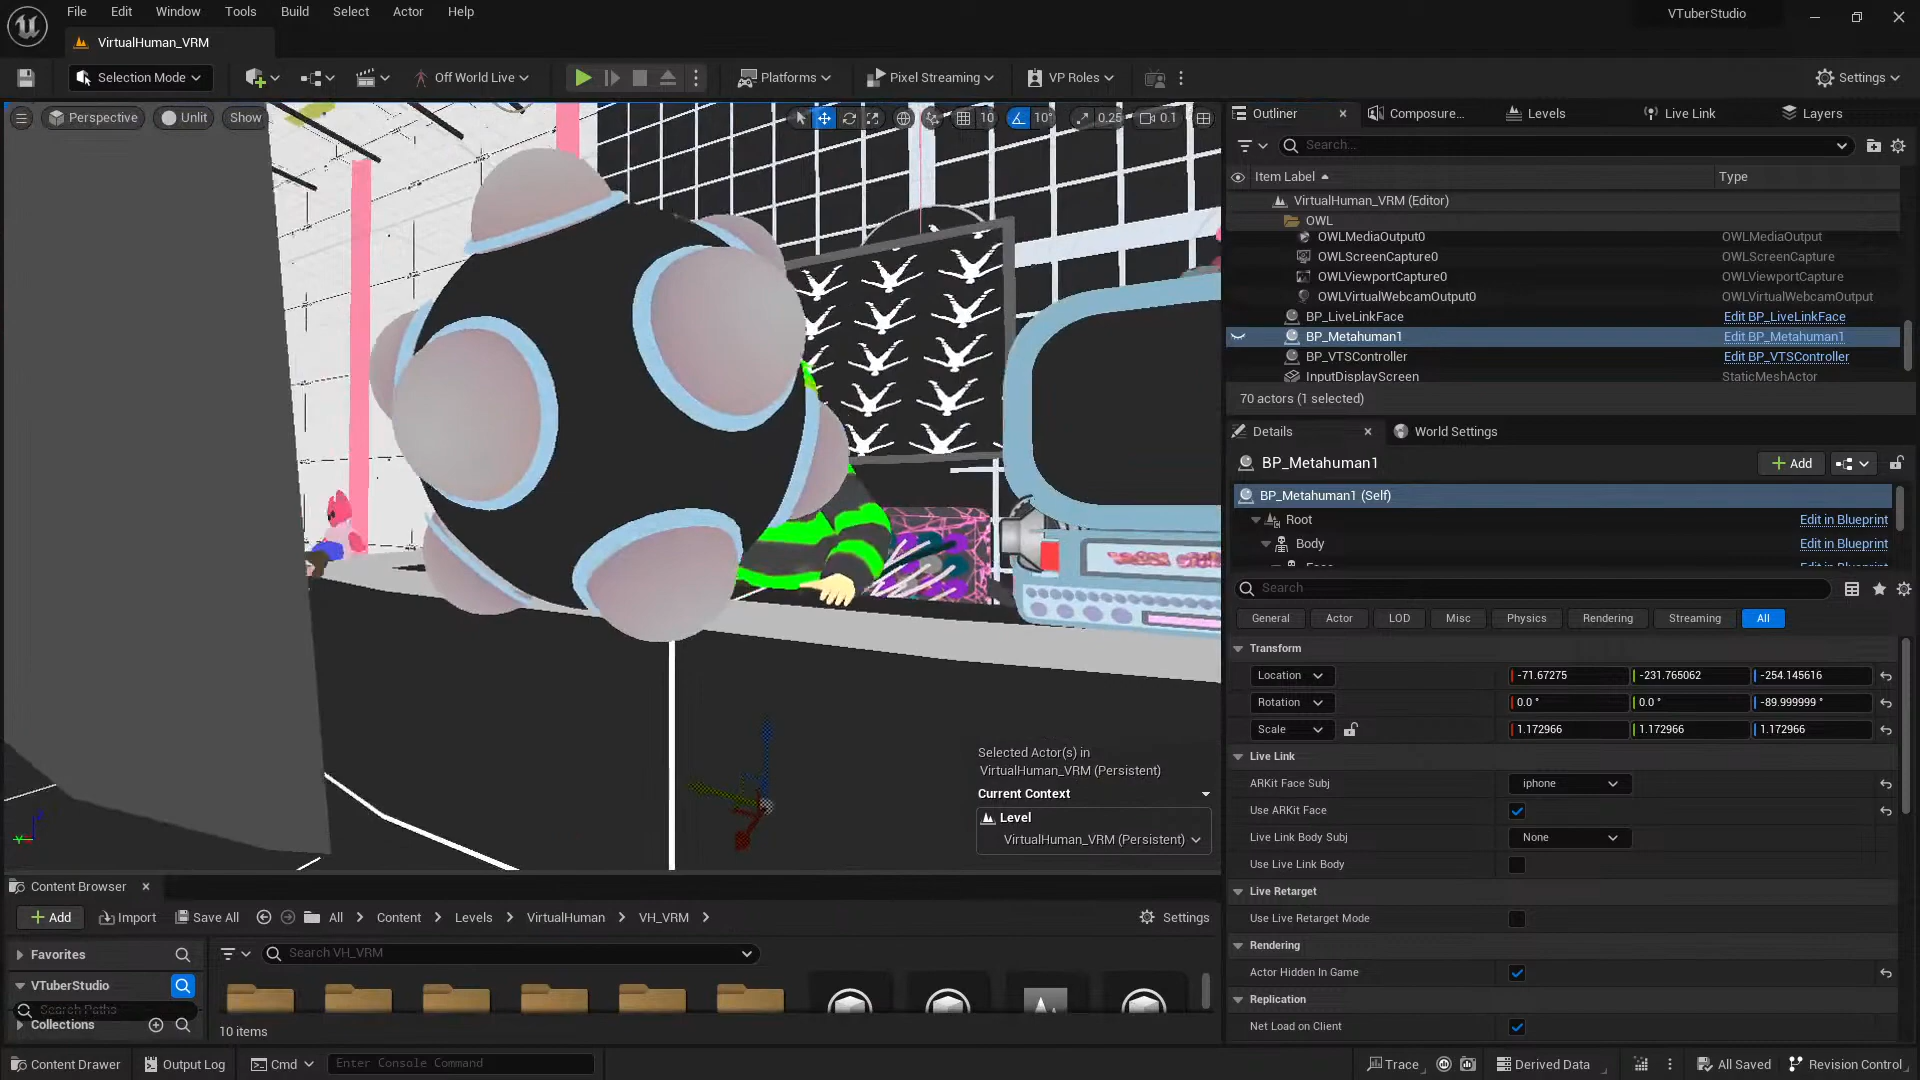 File Edit Window Tools Build Select Actor Help
VTuberStudio
VirtualHuman_VRM
Selection Mode
Off World Live
Platforms
Pixel Streaming
VP Roles
Settings
Perspective
Unlit
Show
10
10°
0.25
0.1
Outliner
Composure...
Levels
Live Link
Layers
Search...
Item Label
Type
VirtualHuman_VRM (Editor)
OWL
OWLMediaOutput0 OWLMediaOutput
OWLScreenCapture0 OWLScreenCapture
OWLViewportCapture0 OWLViewportCapture
OWLVirtualWebcamOutput0 OWLVirtualWebcamOutput
BP_LiveLinkFace Edit BP_LiveLinkFace
BP_Metahuman1 Edit BP_Metahuman1
BP_VTSController Edit BP_VTSController
InputDisplayScreen StaticMeshActor
70 actors (1 selected)
Details
World Settings
BP_Metahuman1
Add
BP_Metahuman1 (Self)
Root Edit in Blueprint
Body Edit in Blueprint
Search
General Actor LOD Misc Physics Rendering Streaming All
Transform
Location -71.67275 -231.765062 -254.145616
Rotation 0.0 ° 0.0 ° -89.999999 °
Scale 1.172966 1.172966 1.172966
Live Link
ARKit Face Subj iphone
Use ARKit Face
Live Link Body Subj None
Use Live Link Body
Live Retarget
Use Live Retarget Mode
Rendering
Actor Hidden In Game
Replication
Net Load on Client
Selected Actor(s) in
VirtualHuman_VRM (Persistent)
Current Context
Level
VirtualHuman_VRM (Persistent)
Content Browser
Add
Import
Save All
All
Content
Levels
VirtualHuman
VH_VRM
Settings
Favorites
Search VH_VRM
VTuberStudio
Search Paths
Collections
10 items
Content Drawer
Output Log
Cmd
Enter Console Command
Trace
Derived Data
All Saved
Revision Control